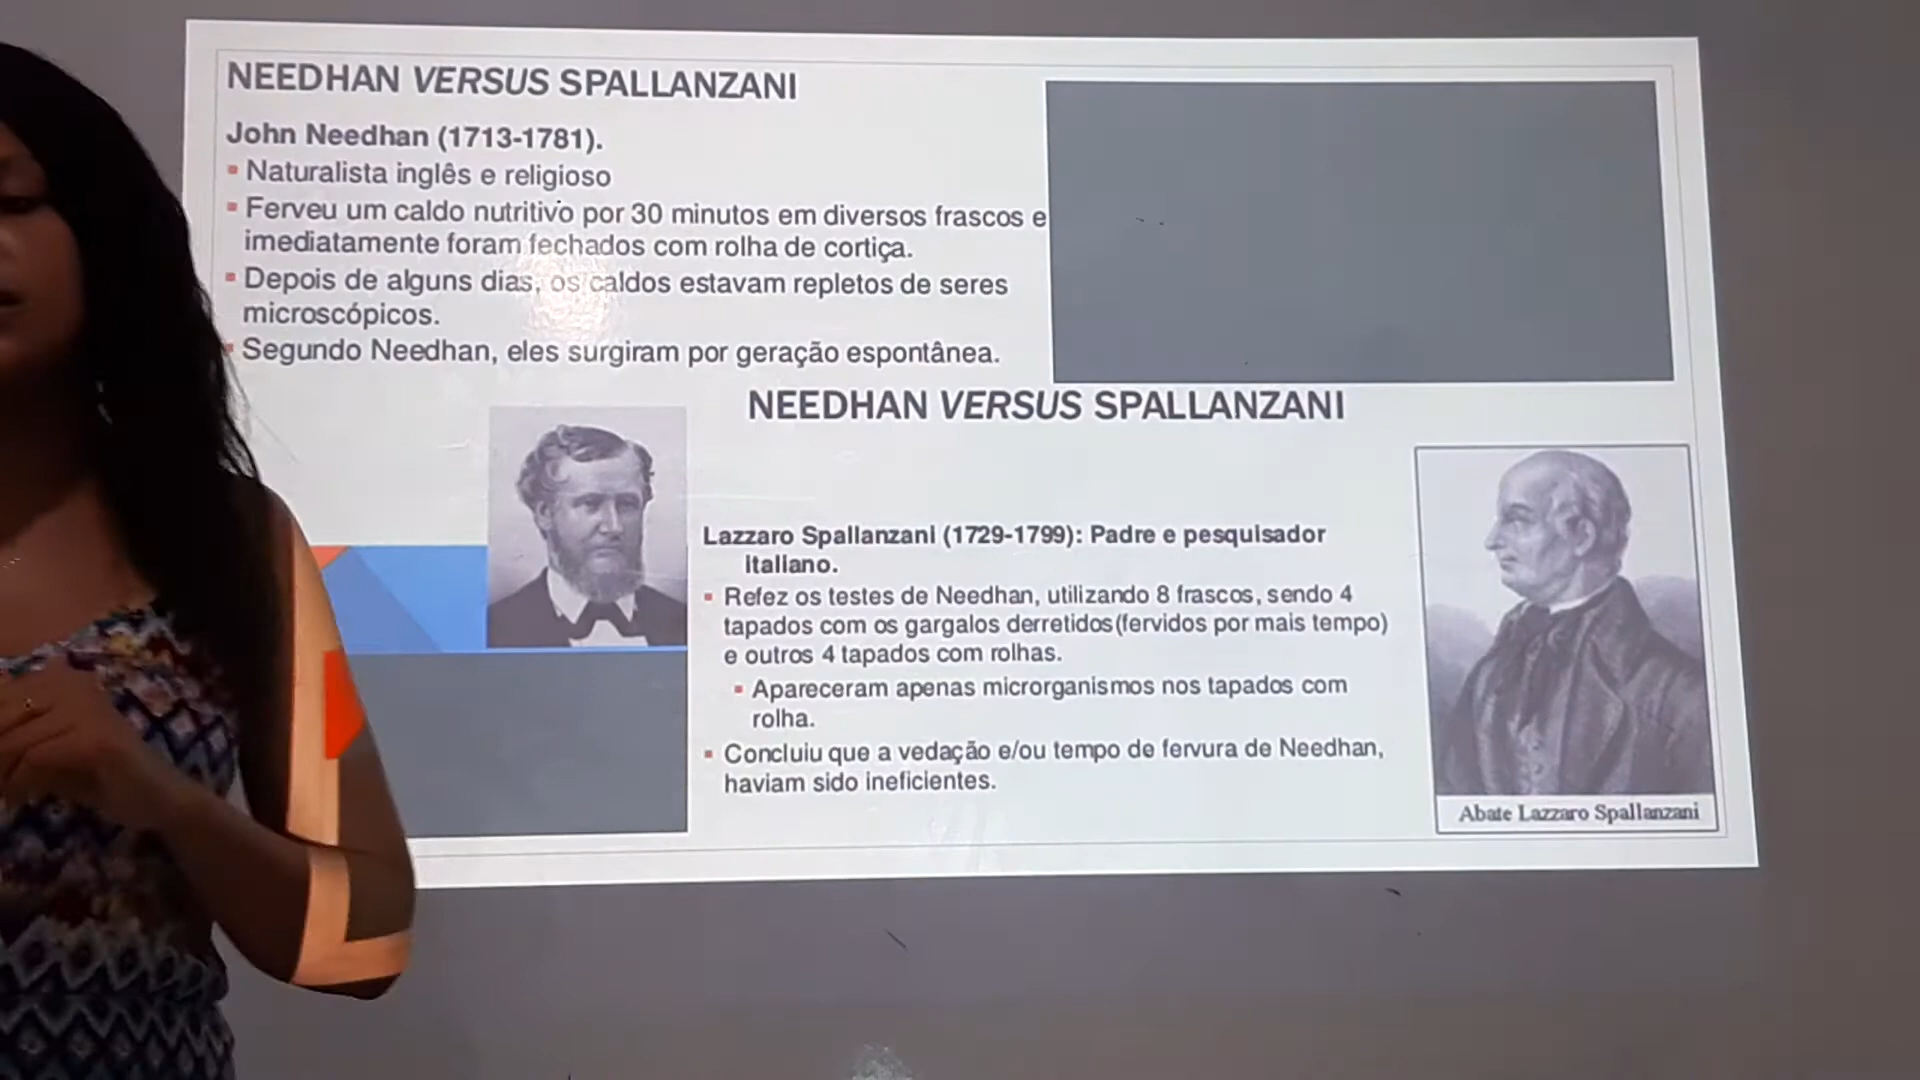 NEEDHAN VERSUS SPALLANZANI
John Needhan (1713-1781).
Naturalista inglês e religioso
Ferveu um caldo nutritivo por 30 minutos em diversos frascos e
imediatamente foram fechados com rolha de cortiça.
Depois de alguns dias, os caldos estavam repletos de seres
microscópicos.
Segundo Needhan, eles surgiram por geração espontânea.
NEEDHAN VERSUS SPALLANZANI
Lazzaro Spallanzani (1729-1799): Padre e pesquisador
italiano.
Refez os testes de Needhan, utilizando 8 frascos, sendo 4
tapados com os gargalos derretidos(fervidos por mais tempo)
e outros 4 tapados com rolhas.
Apareceram apenas microrganismos nos tapados com
rolha.
Concluiu que a vedação e/ou tempo de fervura de Needhan,
haviam sido ineficientes.
Abate Lazzaro Spallanzani